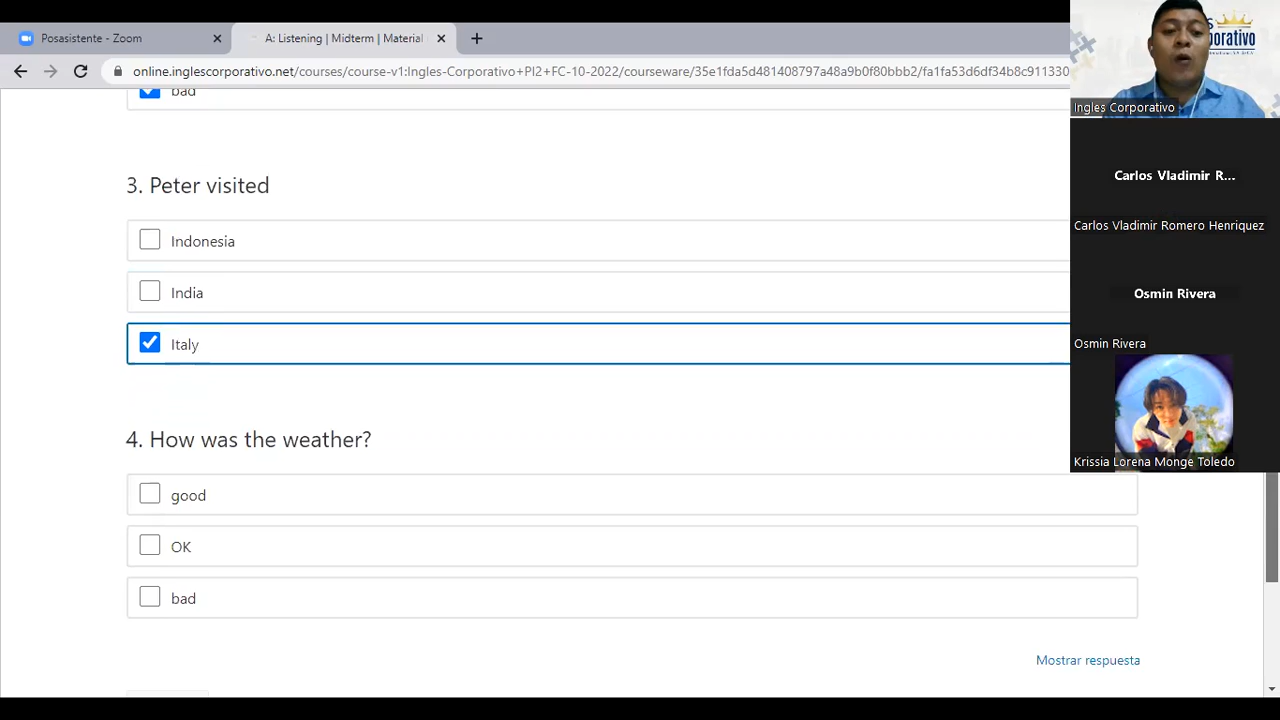 Posasistente - Zoom
A: Listening | Midterm | Material
online.inglescorporativo.net/courses/course-v1:Ingles-Corporativo+PI2+FC-10-2022/courseware/35e1fda5d481408797a48a9b0f80bbb2/fa1fa53d6df34b8c911330
bad
3. Peter visited
Indonesia
India
Italy
4. How was the weather?
good
OK
bad
Mostrar respuesta
Ingles Corporativo
Carlos Vladimir R...
Carlos Vladimir Romero Henriquez
Osmin Rivera
Osmin Rivera
Krissia Lorena Monge Toledo